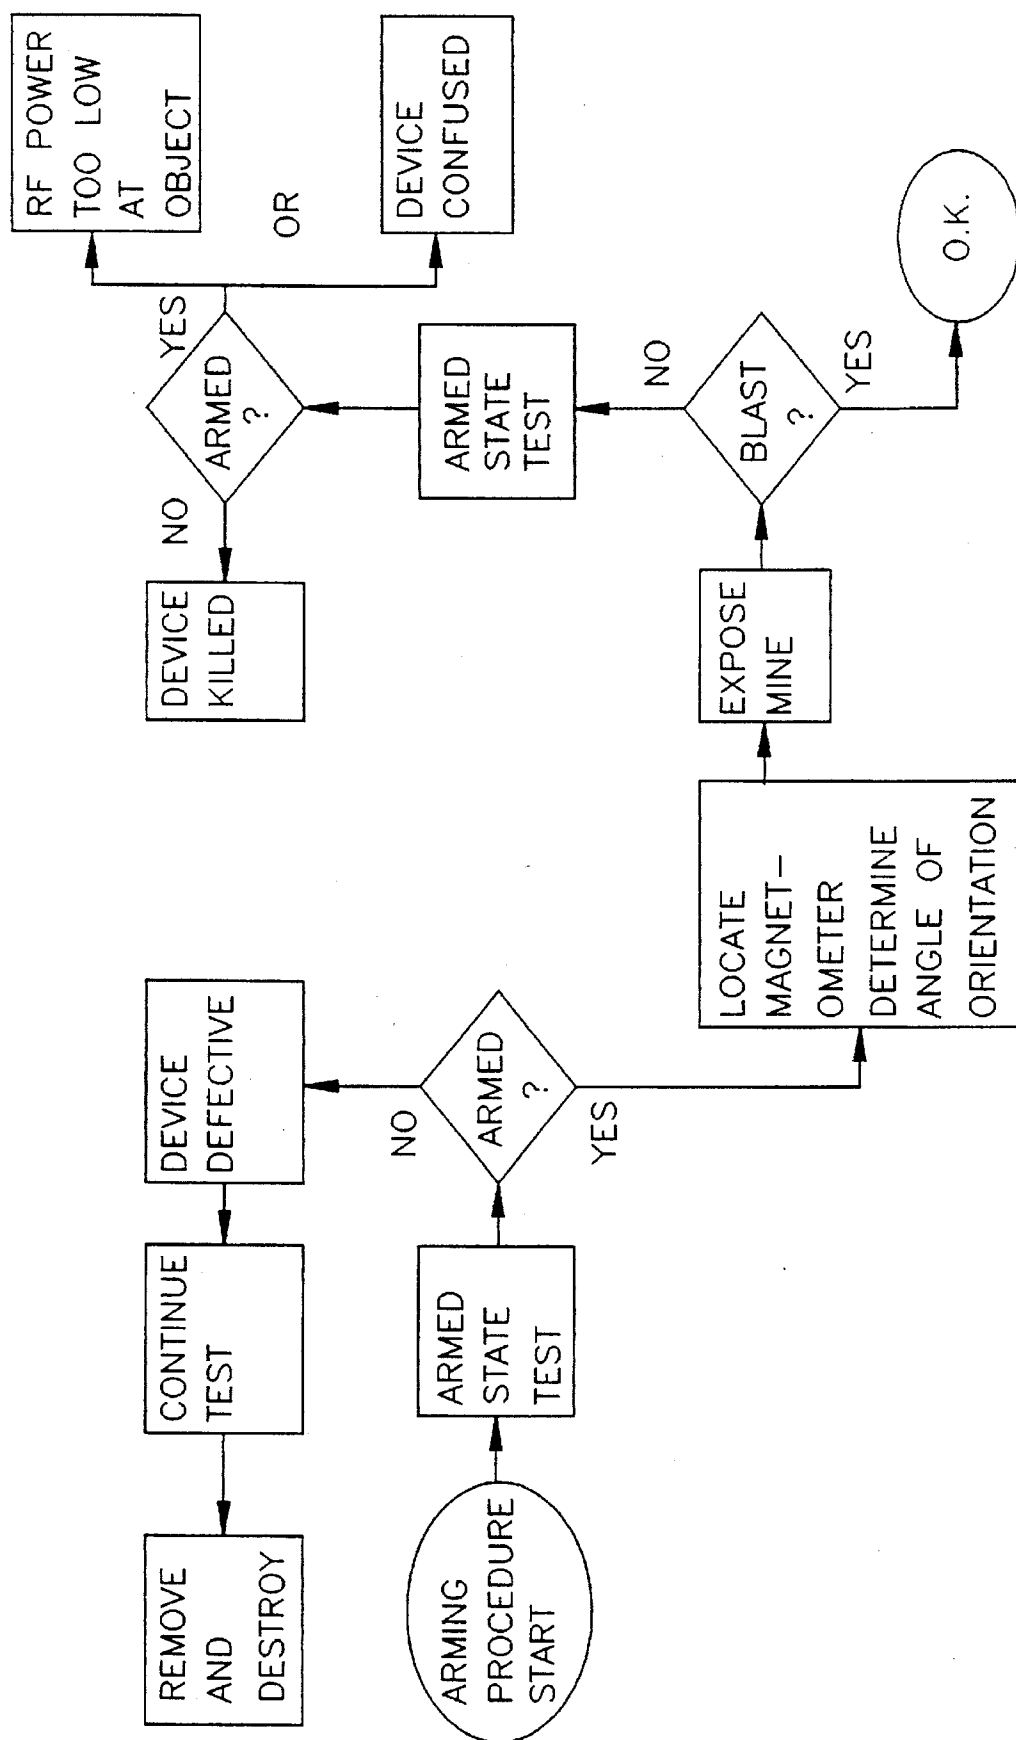 ARMING
PROCEDURE
START
ARMED
STATE
TEST
ARMED
?
NO
YES
DEVICE
DEFECTIVE
CONTINUE
TEST
REMOVE
AND
DESTROY
LOCATE
MAGNET-
OMETER
DETERMINE
ANGLE OF
ORIENTATION
EXPOSE
MINE
BLAST
?
NO
YES
O.K.
ARMED
STATE
TEST
ARMED
?
NO
YES
DEVICE
KILLED
RF POWER
TOO LOW
AT
OBJECT
OR
DEVICE
CONFUSED